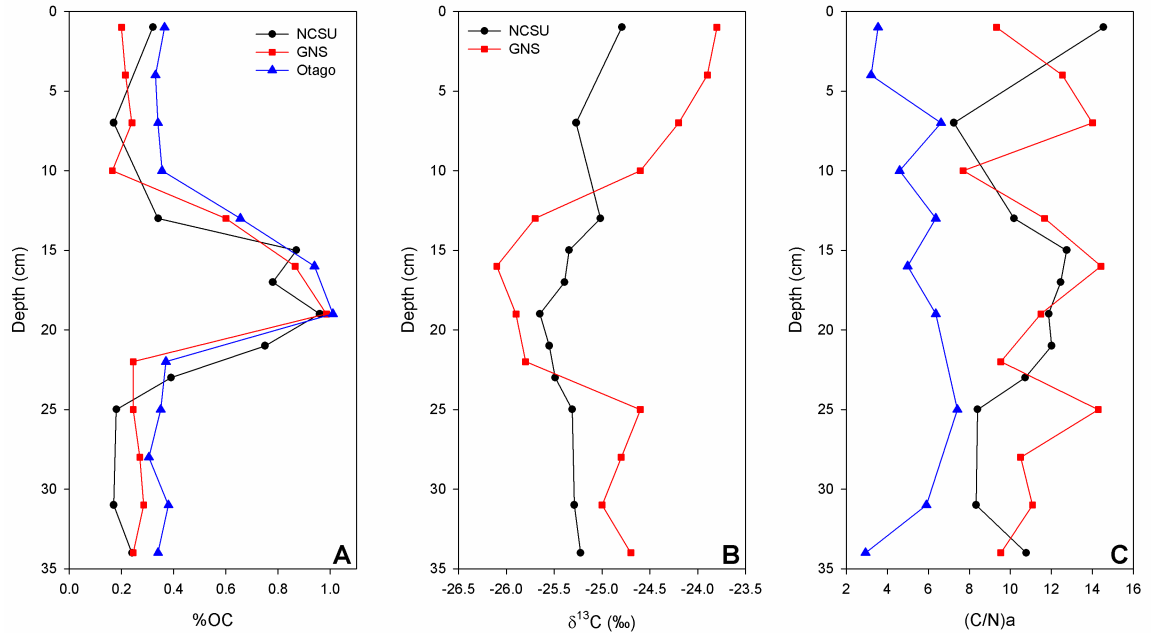 0
5
10
15
20
25
30
35
Depth (cm)
0.0 0.2 0.4 0.6 0.8 1.0
%OC
NCSU
GNS
Otago
A
0
5
10
15
20
25
30
35
Depth (cm)
-26.5 -26.0 -25.5 -25.0 -24.5 -24.0 -23.5
δ¹³C (‰)
NCSU
GNS
B
0
5
10
15
20
25
30
35
Depth (cm)
2 4 6 8 10 12 14 16
(C/N)a
C